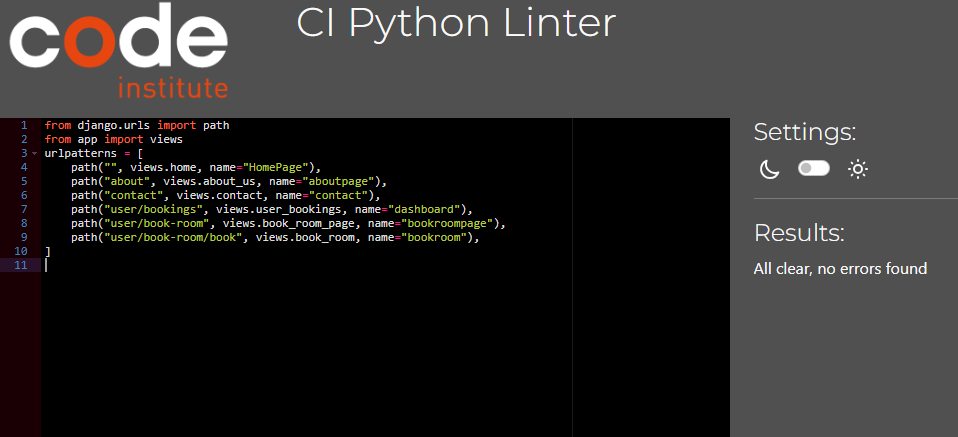 code
institute
CI Python Linter
1 from django.urls import path
2 from app import views
3 urlpatterns = [
4     path("", views.home, name="HomePage"),
5     path("about", views.about_us, name="aboutpage"),
6     path("contact", views.contact, name="contact"),
7     path("user/bookings", views.user_bookings, name="dashboard"),
8     path("user/book-room", views.book_room_page, name="bookroompage"),
9     path("user/book-room/book", views.book_room, name="bookroom"),
10 ]
11
Settings:
Results:
All clear, no errors found